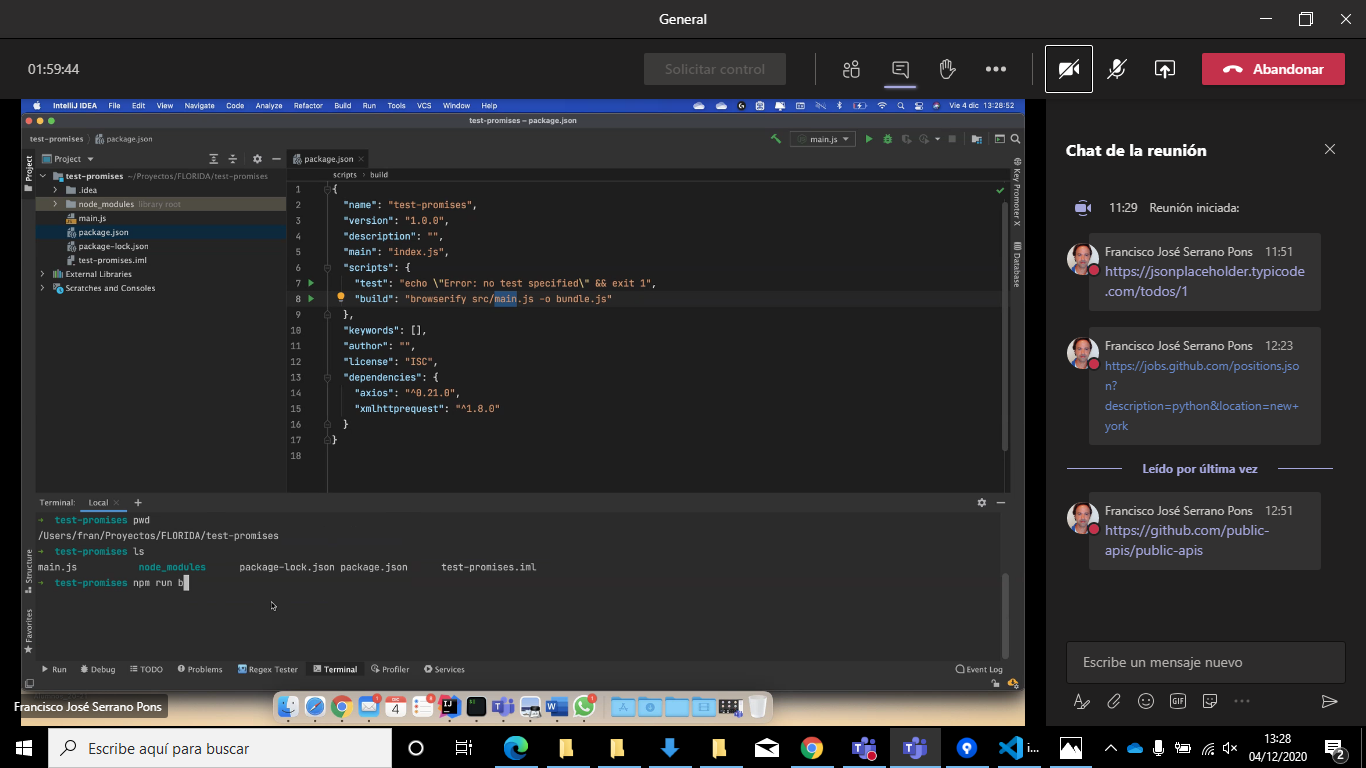 General
01:59:44
Solicitar control
Abandonar
IntelliJ IDEA File Edit View Navigate Code Analyze Refactor Build Run Tools VCS Window Help
Vie 4 dic 13:28:52
test-promises – package.json
test-promises package.json
main.js
Project
package.json
scripts › build
Project
test-promises ~/Proyectos/FLORIDA/test-promises
.idea
node_modules library root
main.js
package.json
package-lock.json
test-promises.iml
External Libraries
Scratches and Consoles
1 {
2 "name": "test-promises",
3 "version": "1.0.0",
4 "description": "",
5 "main": "index.js",
6 "scripts": {
7 "test": "echo \"Error: no test specified\" && exit 1",
8 "build": "browserify src/main.js -o bundle.js"
9 },
10 "keywords": [],
11 "author": "",
12 "license": "ISC",
13 "dependencies": {
14 "axios": "^0.21.0",
15 "xmlhttprequest": "^1.8.0"
16 }
17 }
18
Key Promoter X
Database
Terminal: Local
test-promises pwd
/Users/fran/Proyectos/FLORIDA/test-promises
test-promises ls
main.js node_modules package-lock.json package.json test-promises.iml
test-promises npm run b
Structure
Favorites
Run Debug TODO Problems Regex Tester Terminal Profiler Services
Event Log
Francisco José Serrano Pons
Chat de la reunión
11:29 Reunión iniciada:
Francisco José Serrano Pons 11:51
https://jsonplaceholder.typicode
.com/todos/1
Francisco José Serrano Pons 12:23
https://jobs.github.com/positions.jso
n?
description=python&location=new+
york
Leído por última vez
Francisco José Serrano Pons 12:51
https://github.com/public-
apis/public-apis
Escribe un mensaje nuevo
GIF
Escribe aquí para buscar
i...
13:28
04/12/2020
2